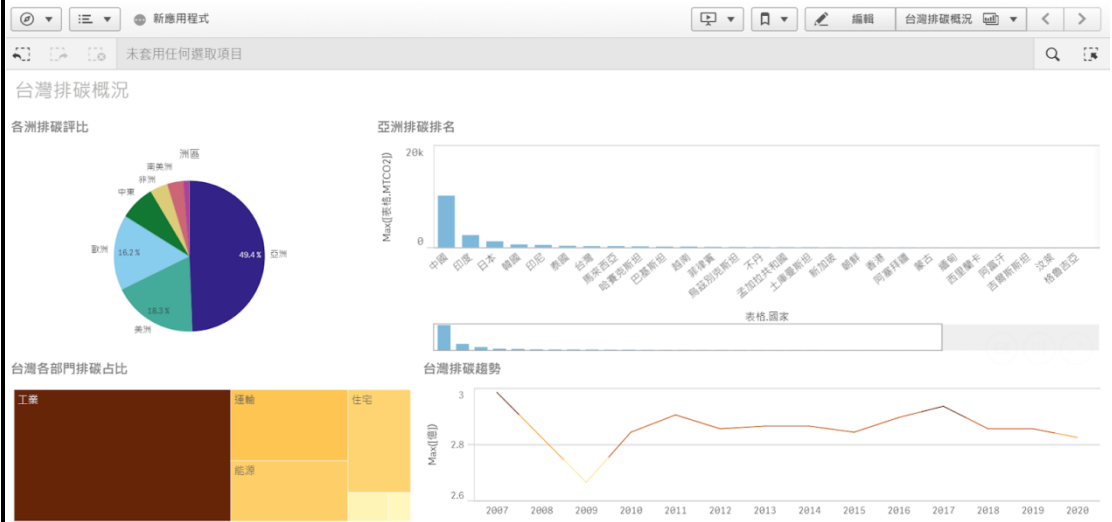 新應用程式
編輯
台灣排碳概況
未套用任何選取項目
台灣排碳概況
各洲排碳評比
洲區
南美洲
非洲
中東
歐洲
16.2%
49.4%
亞洲
18.3%
美洲
亞洲排碳排名
Max([表格.MTCO2])
20k
0
中國
印度
日本
韓國
印尼
泰國
台灣
馬來西亞
哈賽克斯坦
巴基斯坦
越南
菲律賓
烏茲別克斯坦
不丹
孟加拉共和國
土庫曼斯坦
新加坡
朝鮮
香港
阿塞拜疆
蒙古
緬甸
西里蘭卡
阿富汗
吉爾斯斯坦
汶萊
格魯吉亞
表格.國家
台灣各部門排碳占比
工業
運輸
住宅
能源
台灣排碳趨勢
Max([億])
3
2.8
2.6
2007 2008 2009 2010 2011 2012 2013 2014 2015 2016 2017 2018 2019 2020